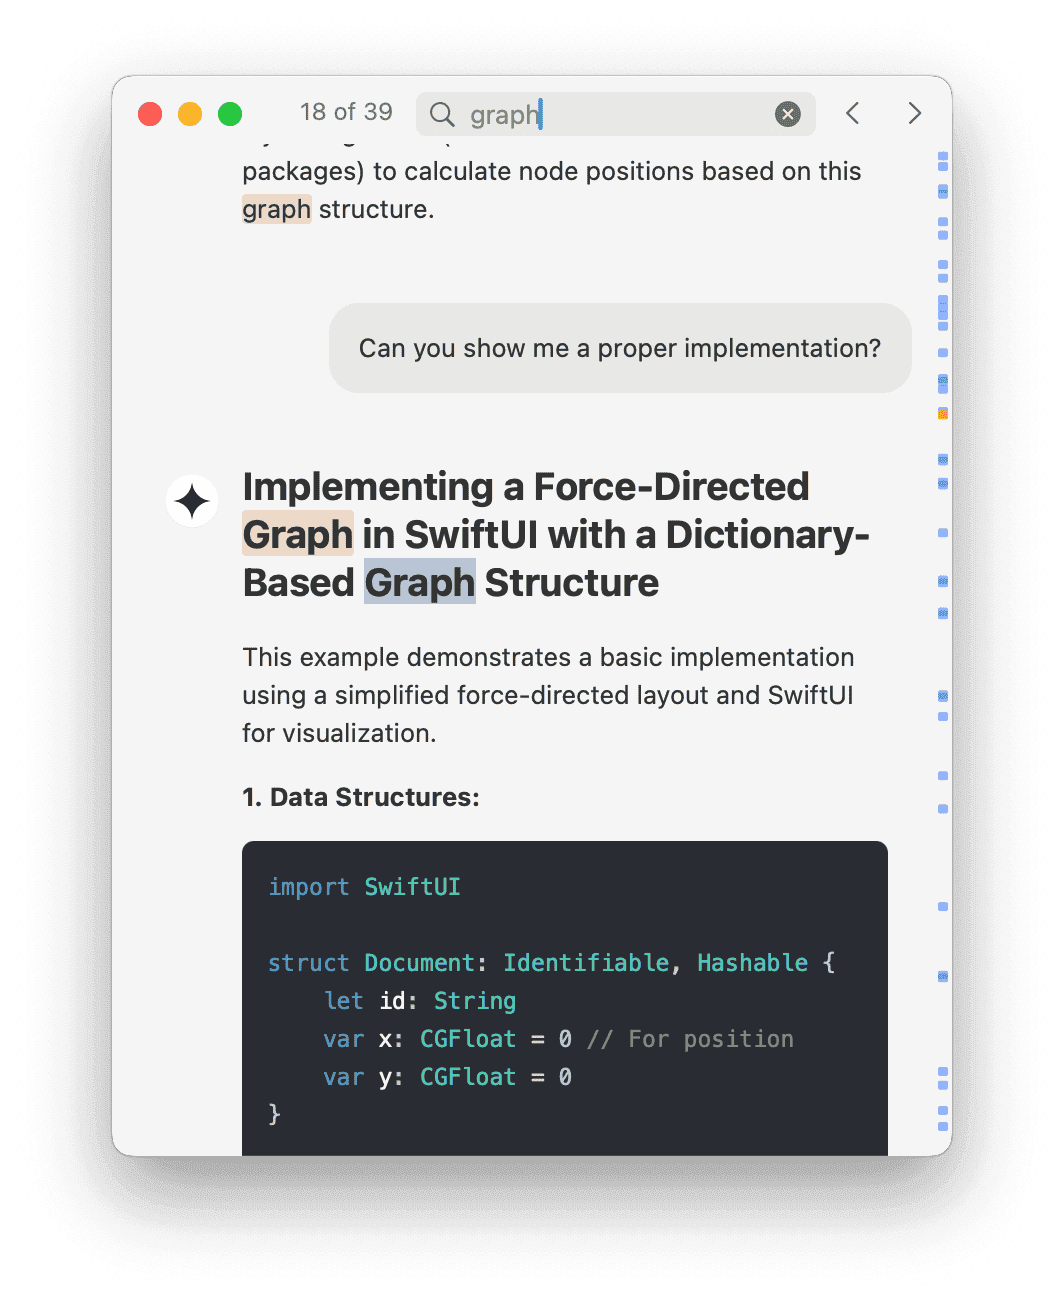 18 of 39
graph
packages) to calculate node positions based on this
graph structure.
Can you show me a proper implementation?
Implementing a Force-Directed
Graph in SwiftUI with a Dictionary-
Based Graph Structure
This example demonstrates a basic implementation
using a simplified force-directed layout and SwiftUI
for visualization.
1. Data Structures:
import SwiftUI
struct Document: Identifiable, Hashable {
    let id: String
    var x: CGFloat = 0 // For position
    var y: CGFloat = 0
}